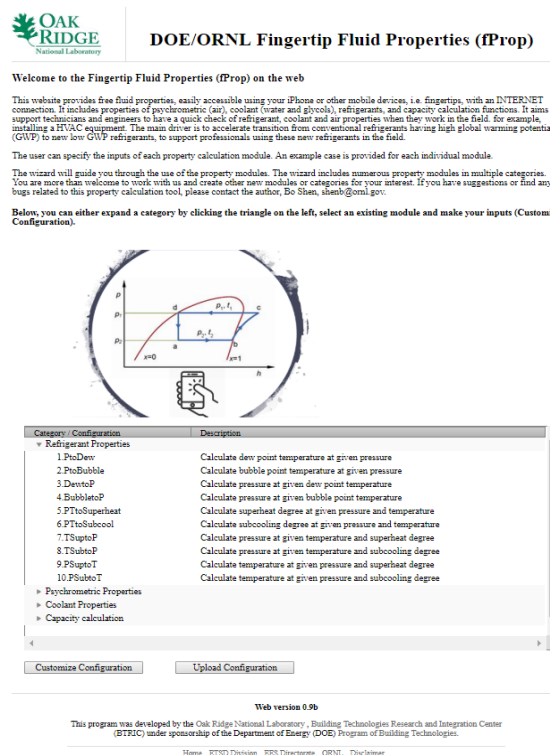 OAK
RIDGE
National Laboratory
DOE/ORNL Fingertip Fluid Properties (fProp)
Welcome to the Fingertip Fluid Properties (fProp) on the web
This website provides free fluid properties, easily accessible using your iPhone or other mobile devices, i.e. fingertips, with an INTERNET
connection. It includes properties of psychrometric (air), coolant (water and glycols), refrigerants, and capacity calculation functions. It aims
support technicians and engineers to have a quick check of refrigerant, coolant and air properties when they work in the field. for example,
installing a HVAC equipment. The main driver is to accelerate transition from conventional refrigerants having high global warming potentia
(GWP) to new low GWP refrigerants, to support professionals using these new refrigerants in the field.
The user can specify the inputs of each property calculation module. An example case is provided for each individual module.
The wizard will guide you through the use of the property modules. The wizard includes numerous property modules in multiple categories.
You are more than welcome to work with us and create other new modules or categories for your interest. If you have suggestions or find any
bugs related to this property calculation tool, please contact the author, Bo Shen, shenb@ornl.gov.
Below, you can either expand a category by clicking the triangle on the left, select an existing module and make your inputs (Customi
Configuration).
p
d
p₁, t₁
c
p₁
p₂, t₂
p₂
a
b
x=0
x=1
h
Category / Configuration Description
Refrigerant Properties
1.PtoDew Calculate dew point temperature at given pressure
2.PtoBubble Calculate bubble point temperature at given pressure
3.DewtoP Calculate pressure at given dew point temperature
4.BubbletoP Calculate pressure at given bubble point temperature
5.PTtoSuperheat Calculate superheat degree at given pressure and temperature
6.PTtoSubcool Calculate subcooling degree at given pressure and temperature
7.TSuptoP Calculate pressure at given temperature and superheat degree
8.TSubtoP Calculate pressure at given temperature and subcooling degree
9.PSuptoT Calculate temperature at given pressure and superheat degree
10.PSubtoT Calculate temperature at given pressure and subcooling degree
Psychrometric Properties
Coolant Properties
Capacity calculation
Customize Configuration Upload Configuration
Web version 0.9b
This program was developed by the Oak Ridge National Laboratory , Building Technologies Research and Integration Center
(BTRIC) under sponsorship of the Department of Energy (DOE) Program of Building Technologies.
Home ETSD Division EES Directorate ORNL Disclaimer